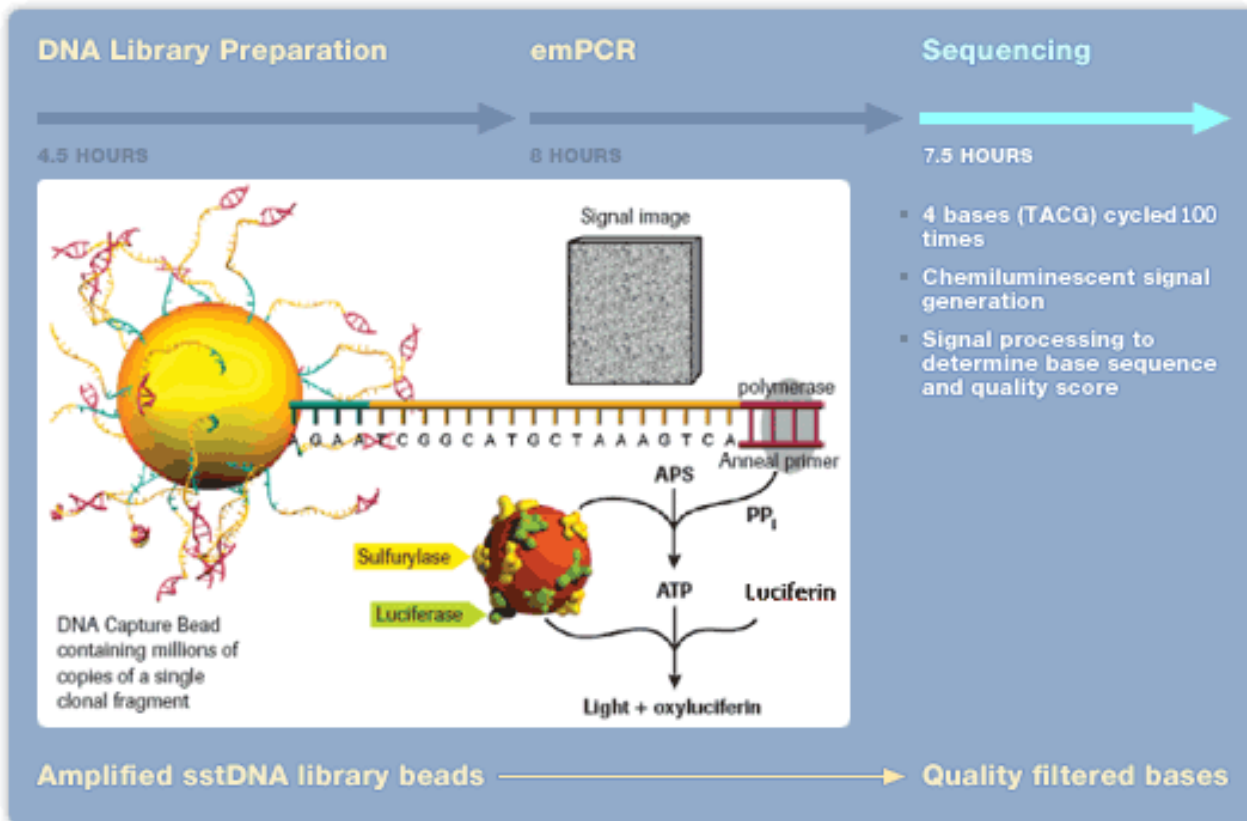 DNA Library Preparation
emPCR
Sequencing
4.5 HOURS
8 HOURS
7.5 HOURS
4 bases (TACG) cycled 100
times
Chemiluminescent signal
generation
Signal processing to
determine base sequence
and quality score
Signal image
polymerase
A G A A T C G G C A T G C T A A A G T C A
Anneal primer
APS
PPi
Sulfurylase
ATP
Luciferin
Luciferase
DNA Capture Bead
containing millions of
copies of a single
clonal fragment
Light + oxyluciferin
Amplified sstDNA library beads
Quality filtered bases